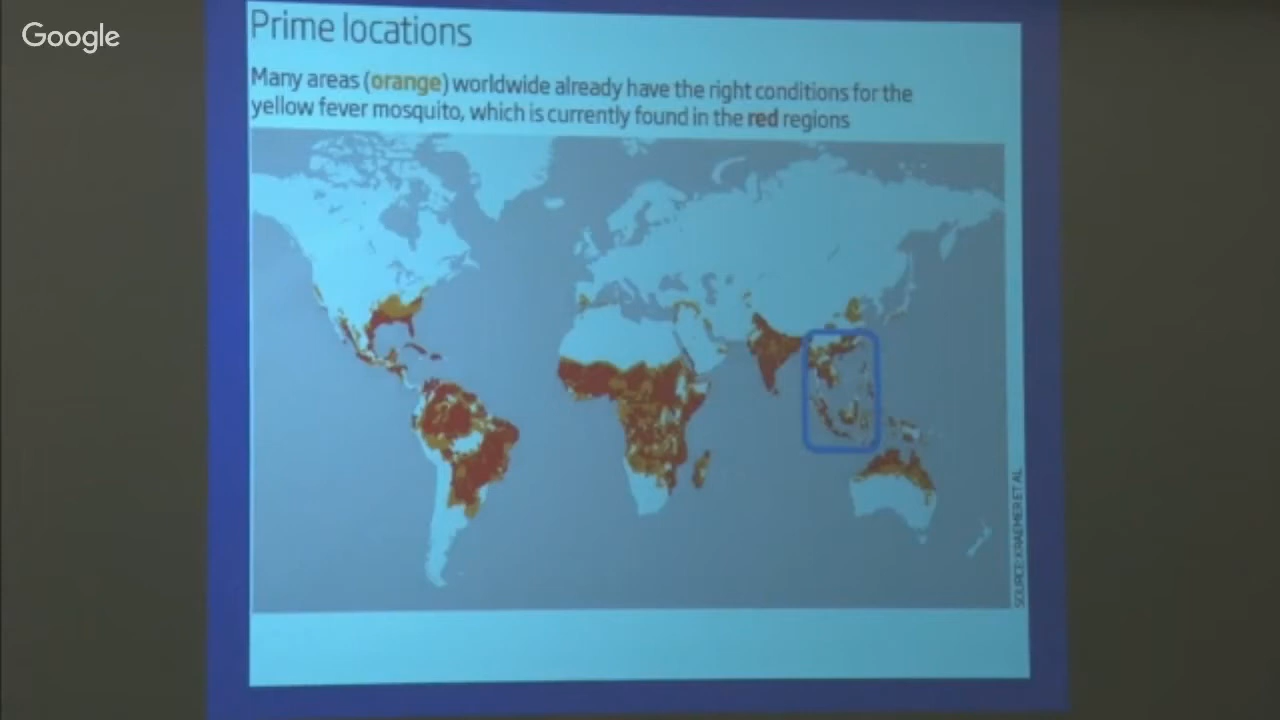 Google
Prime locations
Many areas (orange) worldwide already have the right conditions for the
yellow fever mosquito, which is currently found in the red regions
SOURCE: KRAEMER ET AL